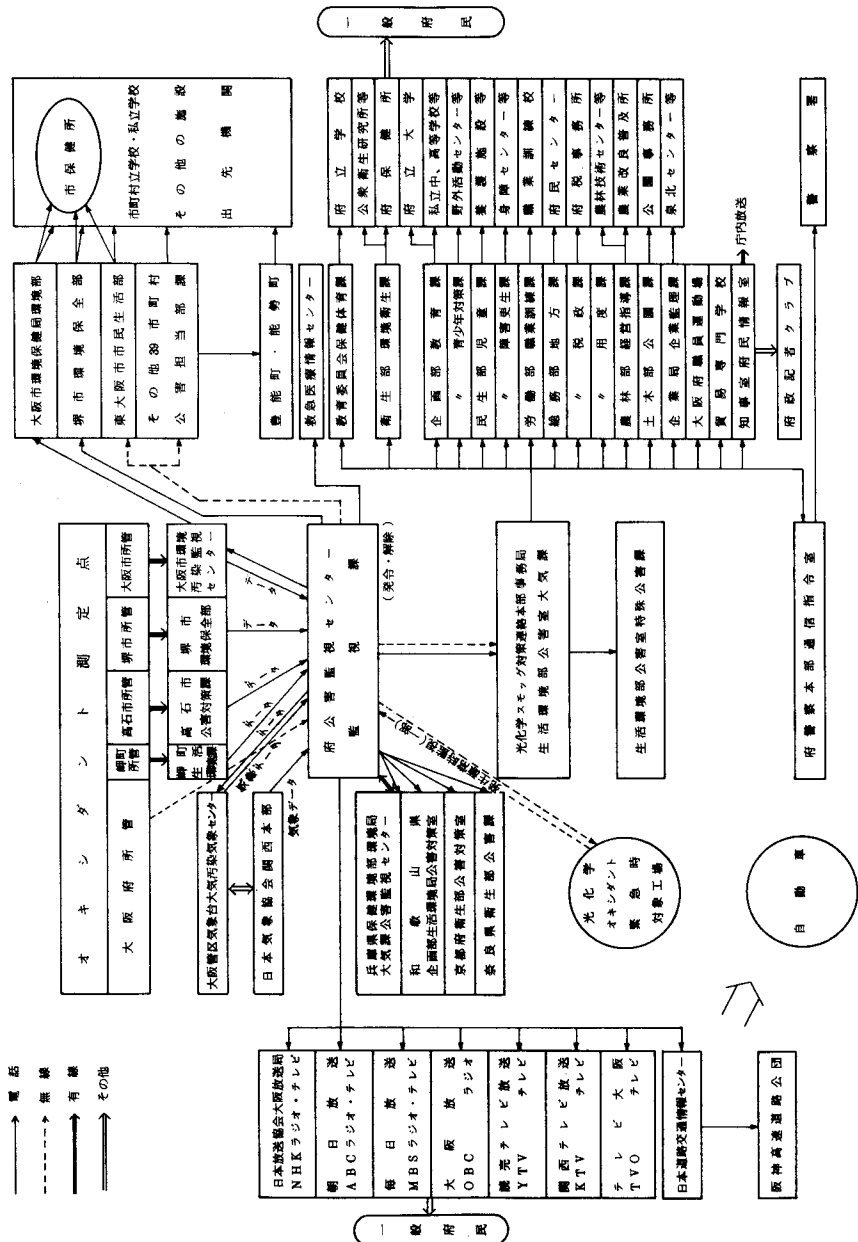 電話
無線
有線
その他
オキシダント測定点
大阪府所管
岬町所管
高石市所管
堺市所管
大阪市所管
岬町生活環境課
高石市
公害対策課
堺市
環境保全部
大阪市環境
汚染監視
センター
大阪管区気象台大気汚染気象センター
日本気象協会関西本部
気象データ
データ
データ
データ
データ
府公害監視センター
監視課
(発令・解除)
兵庫県保健環境部環境局
大気課公害監視センター
和歌山県
企画部生活環境局公害対策室
京都府衛生部公害対策室
奈良県衛生部公害課
光化学スモッグ対策連絡本部事務局
生活環境部公害室大気課
生活環境部公害室特殊公害課
光化学
オキシダント
緊急時
対象工場
自動車
日本放送協会大阪放送局
NHKラジオ・テレビ
朝日放送
ABCラジオ・テレビ
毎日放送
MBSラジオ・テレビ
大阪放送
OBC ラジオ
読売テレビ放送
YTV テレビ
関西テレビ放送
KTV テレビ
テレビ大阪
TVO テレビ
日本道路交通情報センター
阪神高速道路公団
一般府民
大阪市環境保健局環境部
堺市環境保全部
東大阪市市民生活部
その他39市町村
公害担当部課
市保健所
市町村立学校・私立学校
その他の施設
出先機関
豊能町・能勢町
救急医療情報センター
教育委員会保健体育課
衛生部環境衛生課
企画部教育課
〃 青少年対策課
民生部児童課
〃 障害更生課
労働部職業訓練課
総務部地方課
〃 税政課
〃 用度課
農林部経営指導課
土木部公園課
企業局企業監理課
大阪府職員運動場
貿易専門学校
知事室府民情報室
庁内放送
府政記者クラブ
府警察本部通信指令室
警察署
府立学校
公衆衛生研究所等
府保健所
府立大学
私立中、高等学校等
野外活動センター等
養護施設等
身障センター等
職業訓練校
府民センター
府税事務所
農林技術センター等
農業改良普及所
公園事務所
泉北センター等
一般府民